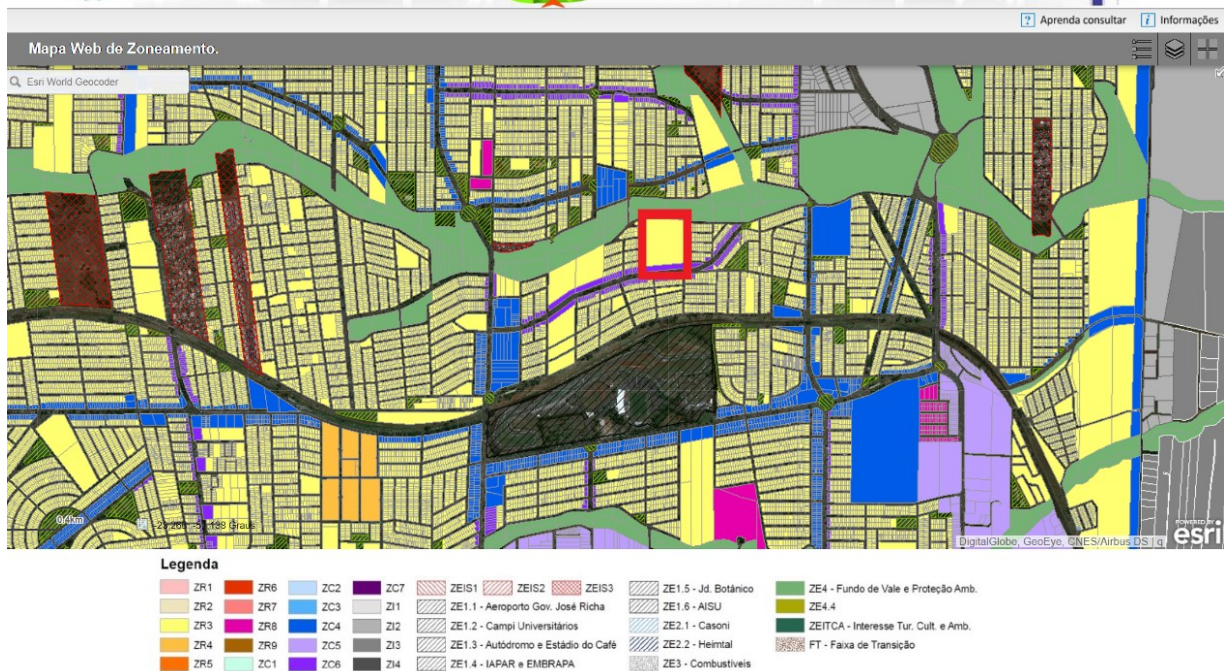 Aprenda consultar
Informações
Mapa Web de Zoneamento.
Esri World Geocoder
0.4km
Graus
DigitalGlobe, GeoEye, CNES/Airbus DS |
POWERED BY
esri
Legenda
ZR1 ZR6 ZC2 ZC7 ZEIS1 ZEIS2 ZEIS3 ZE1.5 - Jd. Botânico ZE4 - Fundo de Vale e Proteção Amb.
ZR2 ZR7 ZC3 ZI1 ZE1.1 - Aeroporto Gov. José Richa ZE1.6 - AISU ZE4.4
ZR3 ZR8 ZC4 ZI2 ZE1.2 - Campi Universitários ZE2.1 - Casoni ZEITCA - Interesse Tur. Cult. e Amb.
ZR4 ZR9 ZC5 ZI3 ZE1.3 - Autódromo e Estádio do Café ZE2.2 - Heimtal FT - Faixa de Transição
ZR5 ZC1 ZC6 ZI4 ZE1.4 - IAPAR e EMBRAPA ZE3 - Combustíveis